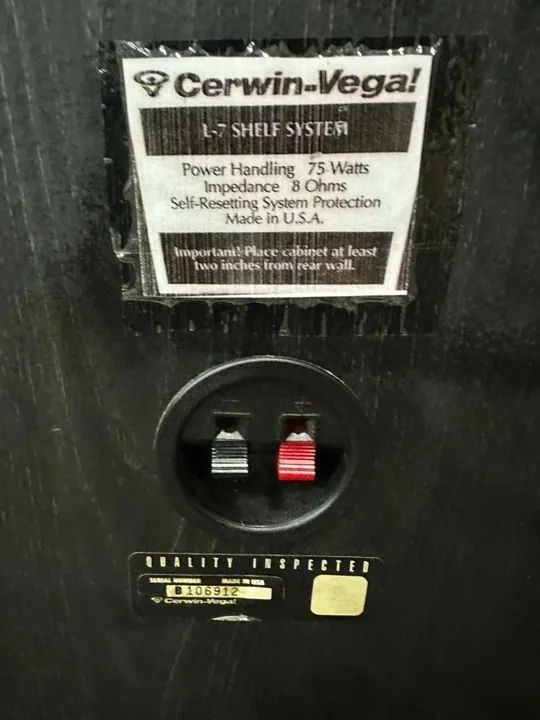 Cerwin-Vega!
L-7 SHELF SYSTEM
Power Handling 75 Watts
Impedance 8 Ohms
Self-Resetting System Protection
Made in U.S.A.
Important! Place cabinet at least
two inches from rear wall.
- +
QUALITY INSPECTED
SERIAL NUMBER MADE IN USA
B 106912
Cerwin-Vega!